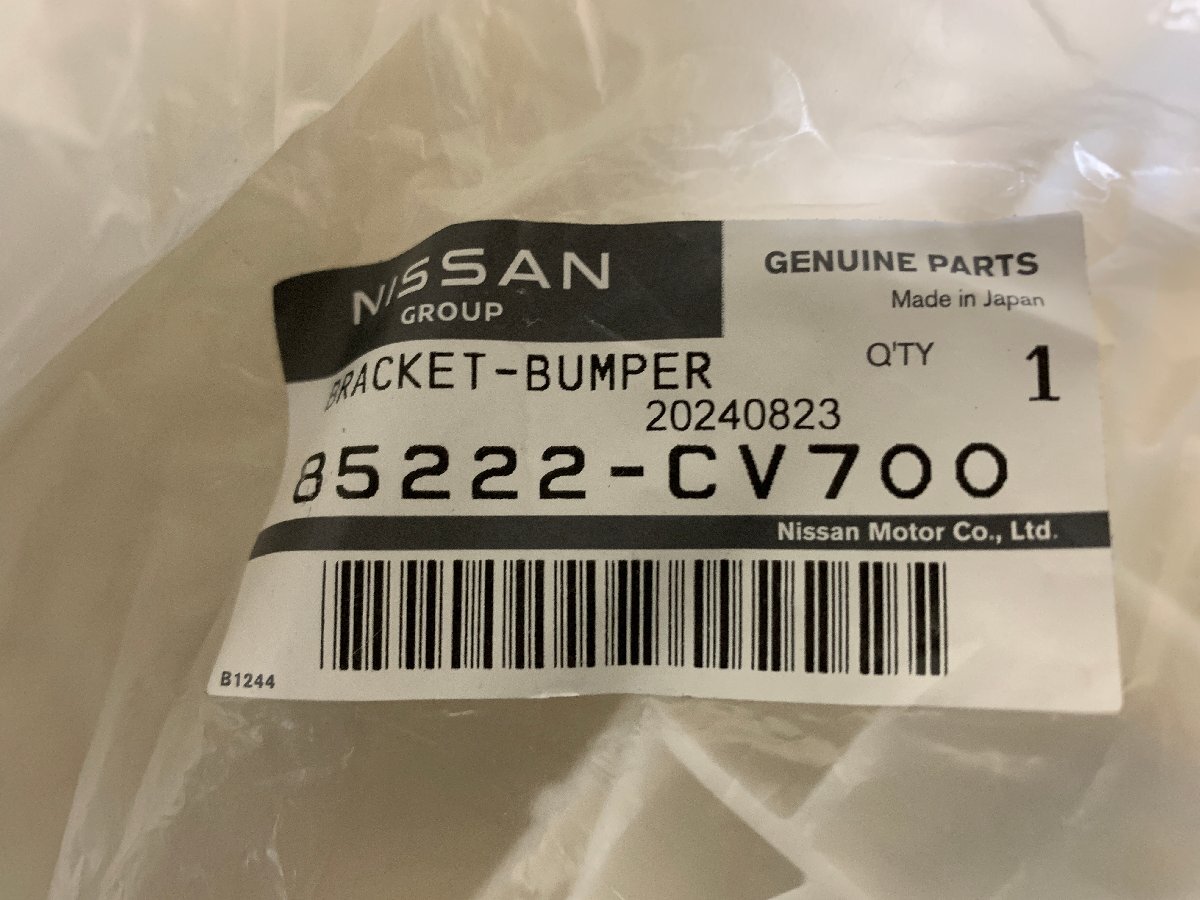 NISSAN
GROUP
GENUINE PARTS
Made in Japan
BRACKET-BUMPER
Q'TY 1
20240823
85222-CV700
Nissan Motor Co., Ltd.
B1244